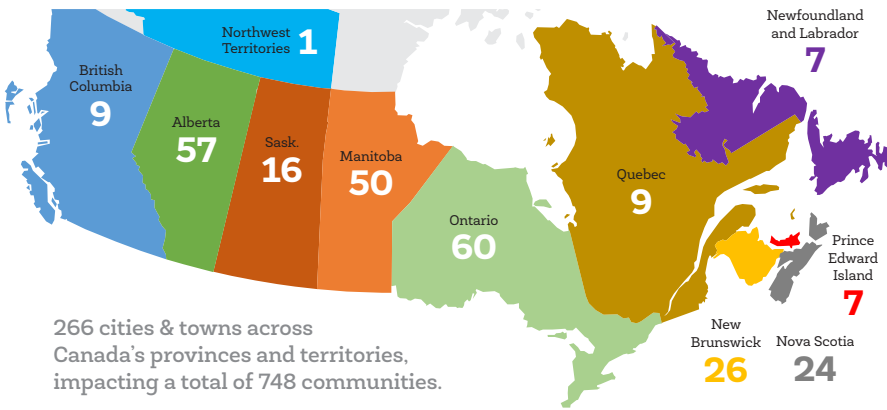 Northwest
Territories 1
Newfoundland
and Labrador
7
British
Columbia
9
Alberta
57
Sask.
16
Manitoba
50
Ontario
60
Quebec
9
Prince
Edward
Island
7
New
Brunswick
26
Nova Scotia
24
266 cities & towns across
Canada’s provinces and territories,
impacting a total of 748 communities.